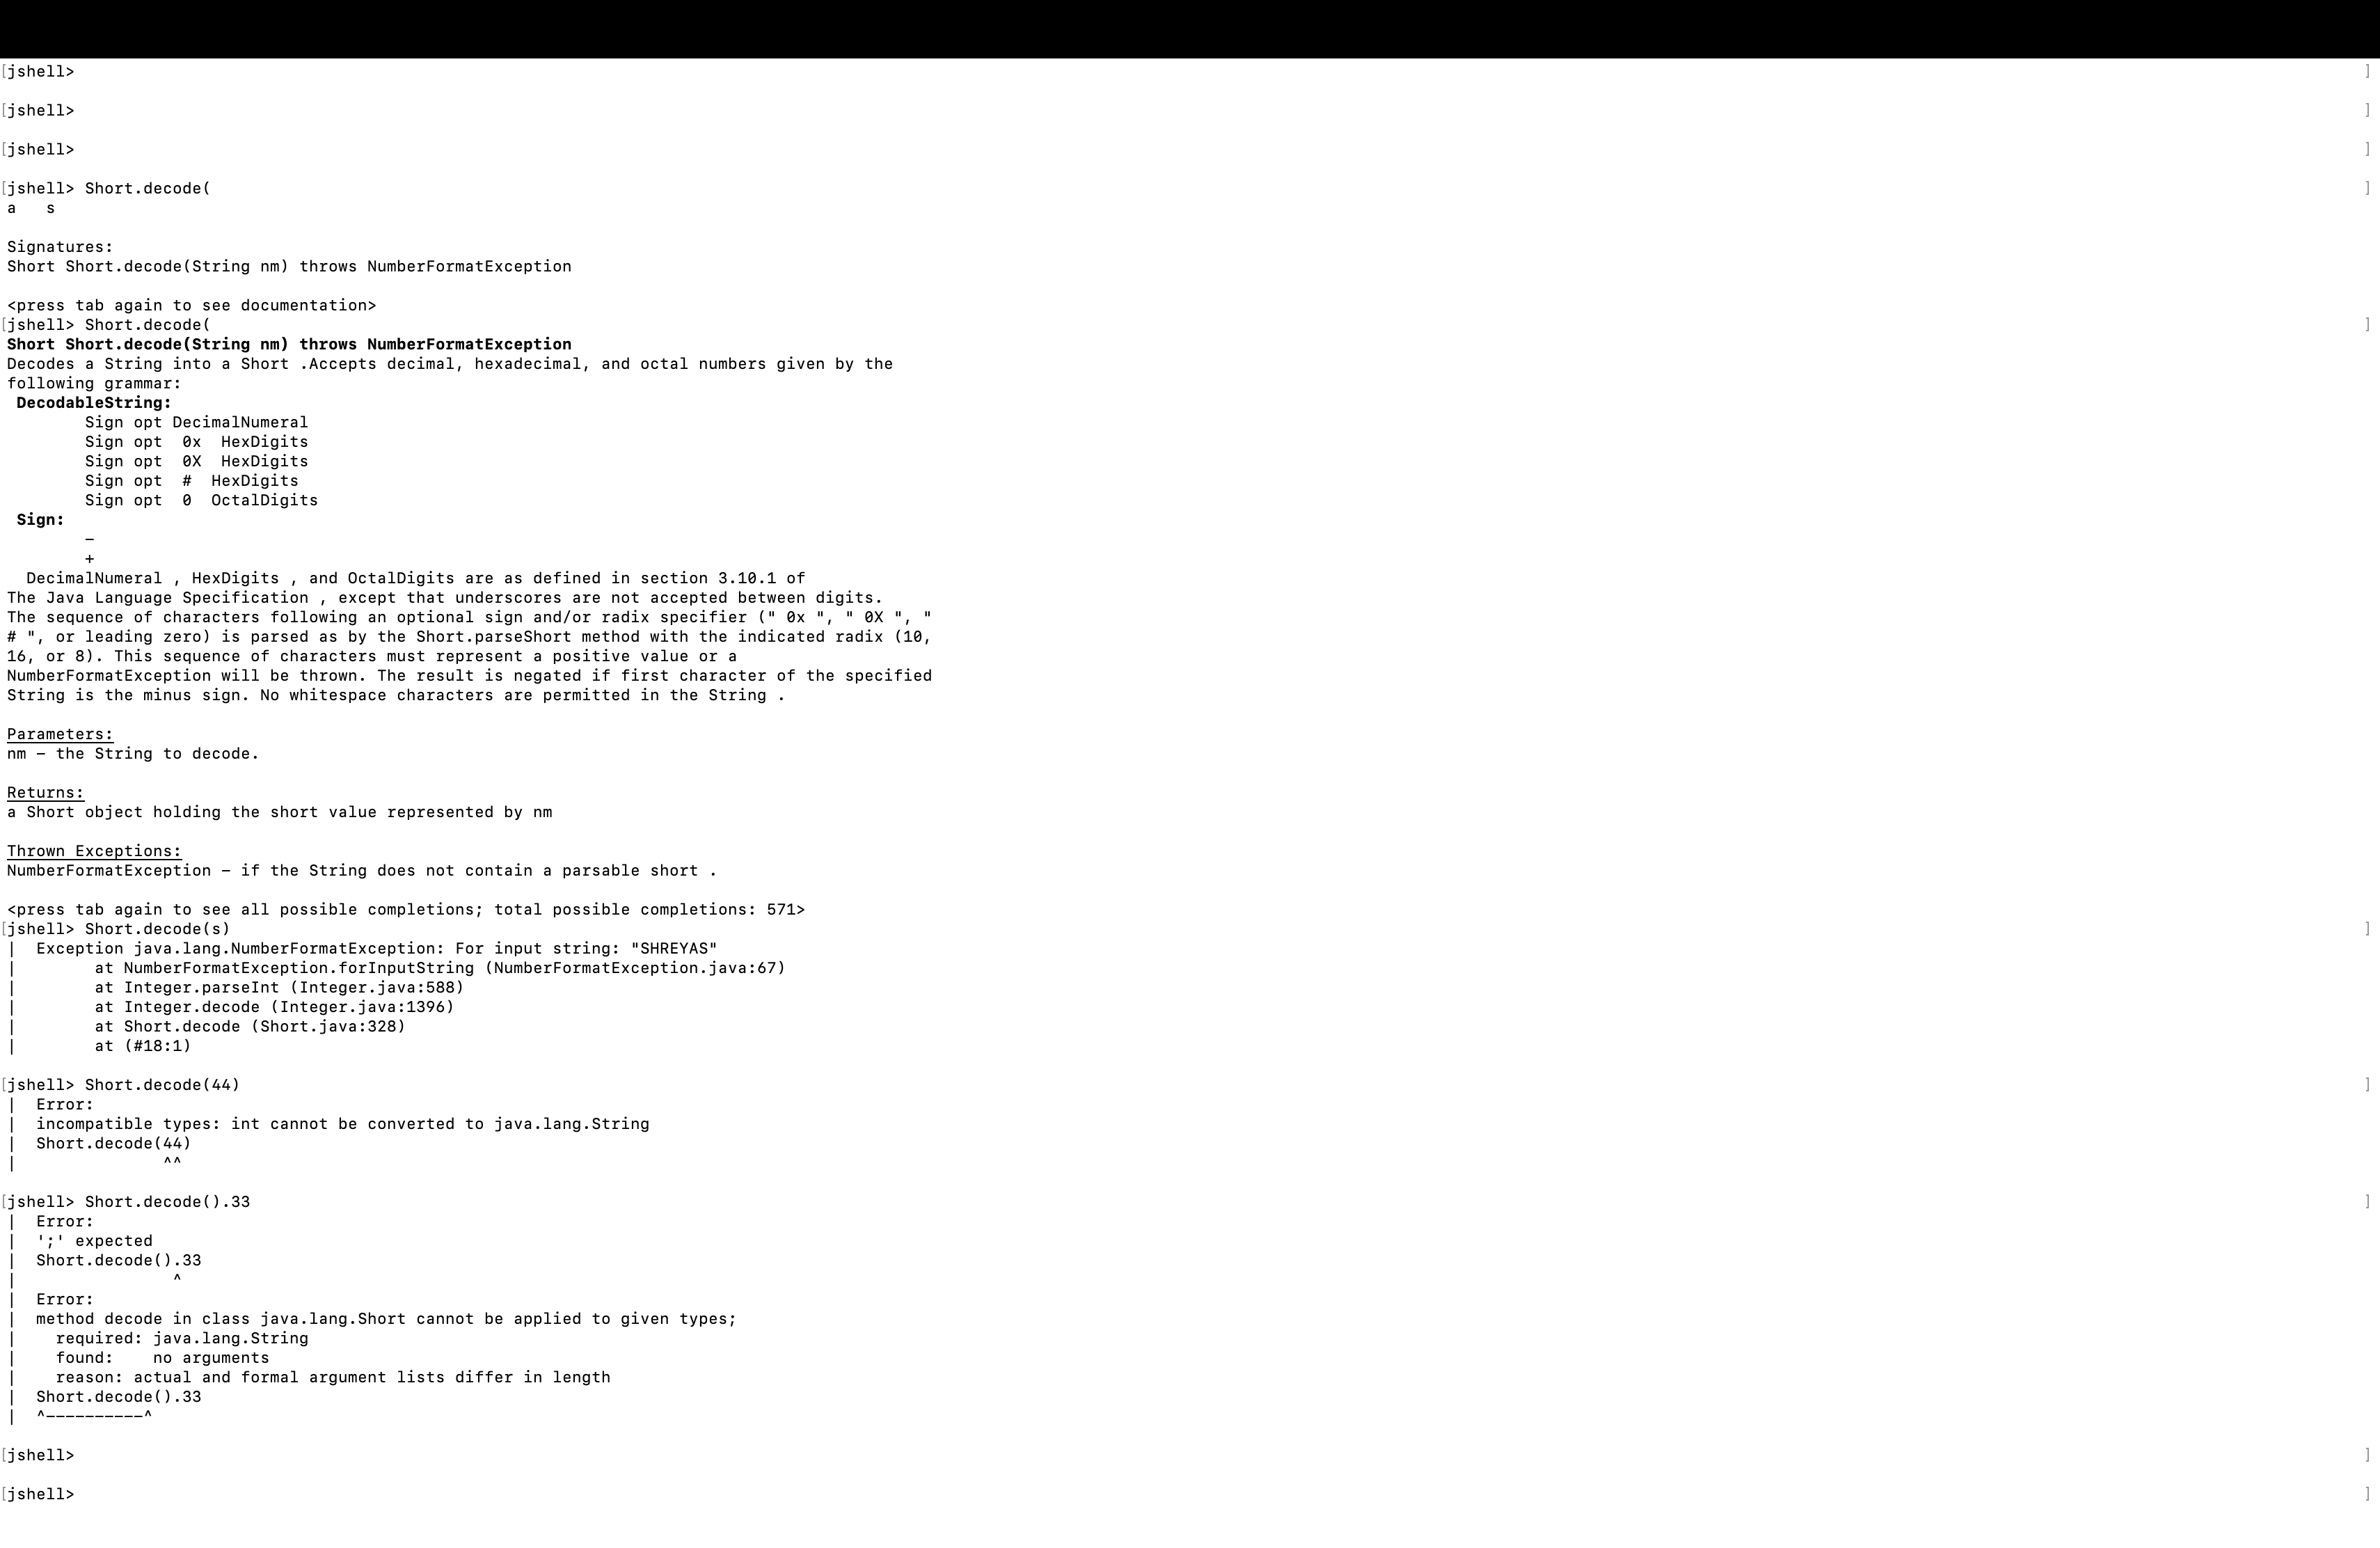 [jshell> ]
[jshell> ]
[jshell> ]
[jshell> Short.decode( ]
a   s
Signatures:
Short Short.decode(String nm) throws NumberFormatException
<press tab again to see documentation>
[jshell> Short.decode( ]
Short Short.decode(String nm) throws NumberFormatException
Decodes a String into a Short .Accepts decimal, hexadecimal, and octal numbers given by the
following grammar:
DecodableString:
Sign opt DecimalNumeral
Sign opt  0x  HexDigits
Sign opt  0X  HexDigits
Sign opt  #  HexDigits
Sign opt  0  OctalDigits
Sign:
-
+
DecimalNumeral , HexDigits , and OctalDigits are as defined in section 3.10.1 of
The Java Language Specification , except that underscores are not accepted between digits.
The sequence of characters following an optional sign and/or radix specifier (" 0x ", " 0X ", "
# ", or leading zero) is parsed as by the Short.parseShort method with the indicated radix (10,
16, or 8). This sequence of characters must represent a positive value or a
NumberFormatException will be thrown. The result is negated if first character of the specified
String is the minus sign. No whitespace characters are permitted in the String .
Parameters:
nm - the String to decode.
Returns:
a Short object holding the short value represented by nm
Thrown Exceptions:
NumberFormatException - if the String does not contain a parsable short .
<press tab again to see all possible completions; total possible completions: 571>
[jshell> Short.decode(s) ]
|  Exception java.lang.NumberFormatException: For input string: "SHREYAS"
|        at NumberFormatException.forInputString (NumberFormatException.java:67)
|        at Integer.parseInt (Integer.java:588)
|        at Integer.decode (Integer.java:1396)
|        at Short.decode (Short.java:328)
|        at (#18:1)
[jshell> Short.decode(44) ]
|  Error:
|  incompatible types: int cannot be converted to java.lang.String
|  Short.decode(44)
|               ^^
[jshell> Short.decode().33 ]
|  Error:
|  ';' expected
|  Short.decode().33
|                ^
|  Error:
|  method decode in class java.lang.Short cannot be applied to given types;
|    required: java.lang.String
|    found:    no arguments
|    reason: actual and formal argument lists differ in length
|  Short.decode().33
|  ^----------^
[jshell> ]
[jshell> ]